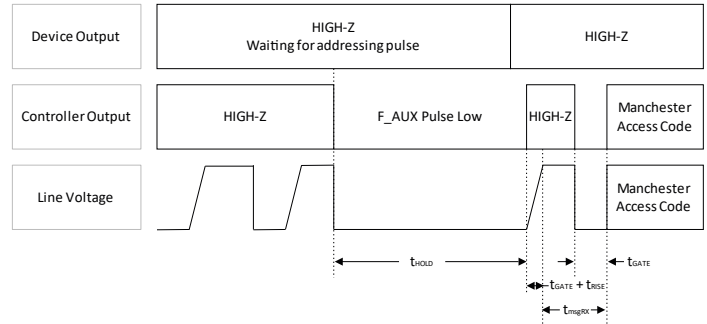 Device Output
HIGH-Z
Waiting for addressing pulse
HIGH-Z
Controller Output
HIGH-Z
F_AUX Pulse Low
HIGH-Z
Manchester
Access Code
Line Voltage
Manchester
Access Code
tHOLD
tGATE
tGATE + tRISE
tmsgRX